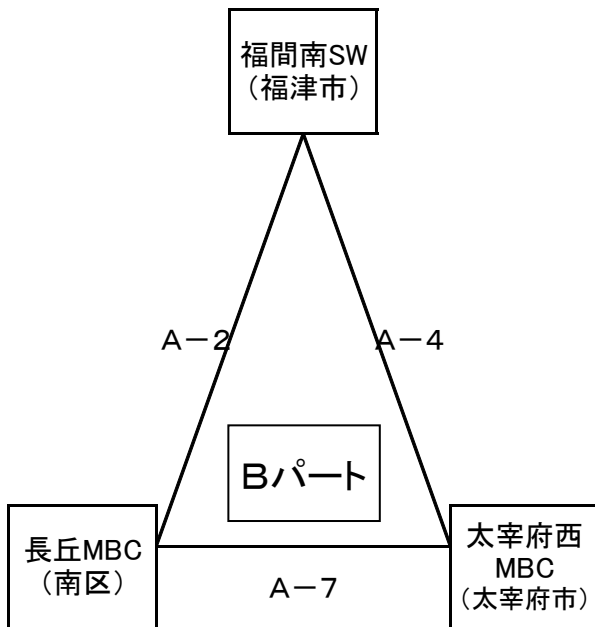 福間南SW
（福津市）
A－2
A－4
Bパート
長丘MBC
（南区）
A－7
太宰府西
MBC
（太宰府市）